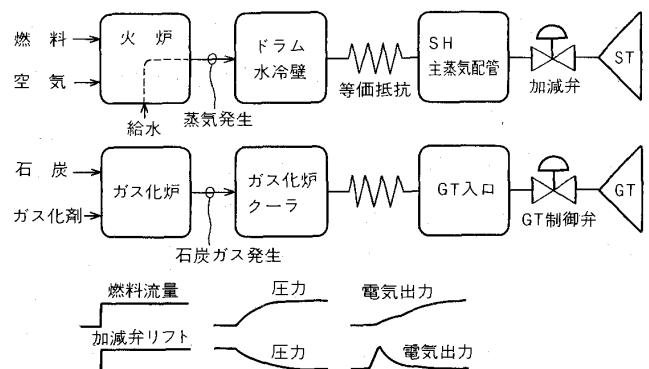 燃料
火炉
空気
給水
蒸気発生
ドラム
水冷壁
等価抵抗
SH
主蒸気配管
加減弁
ST
石炭
ガス化剤
ガス化炉
石炭ガス発生
ガス化炉
クーラ
GT入口
GT制御弁
GT
燃料流量
圧力
電気出力
加減弁リフト
圧力
電気出力